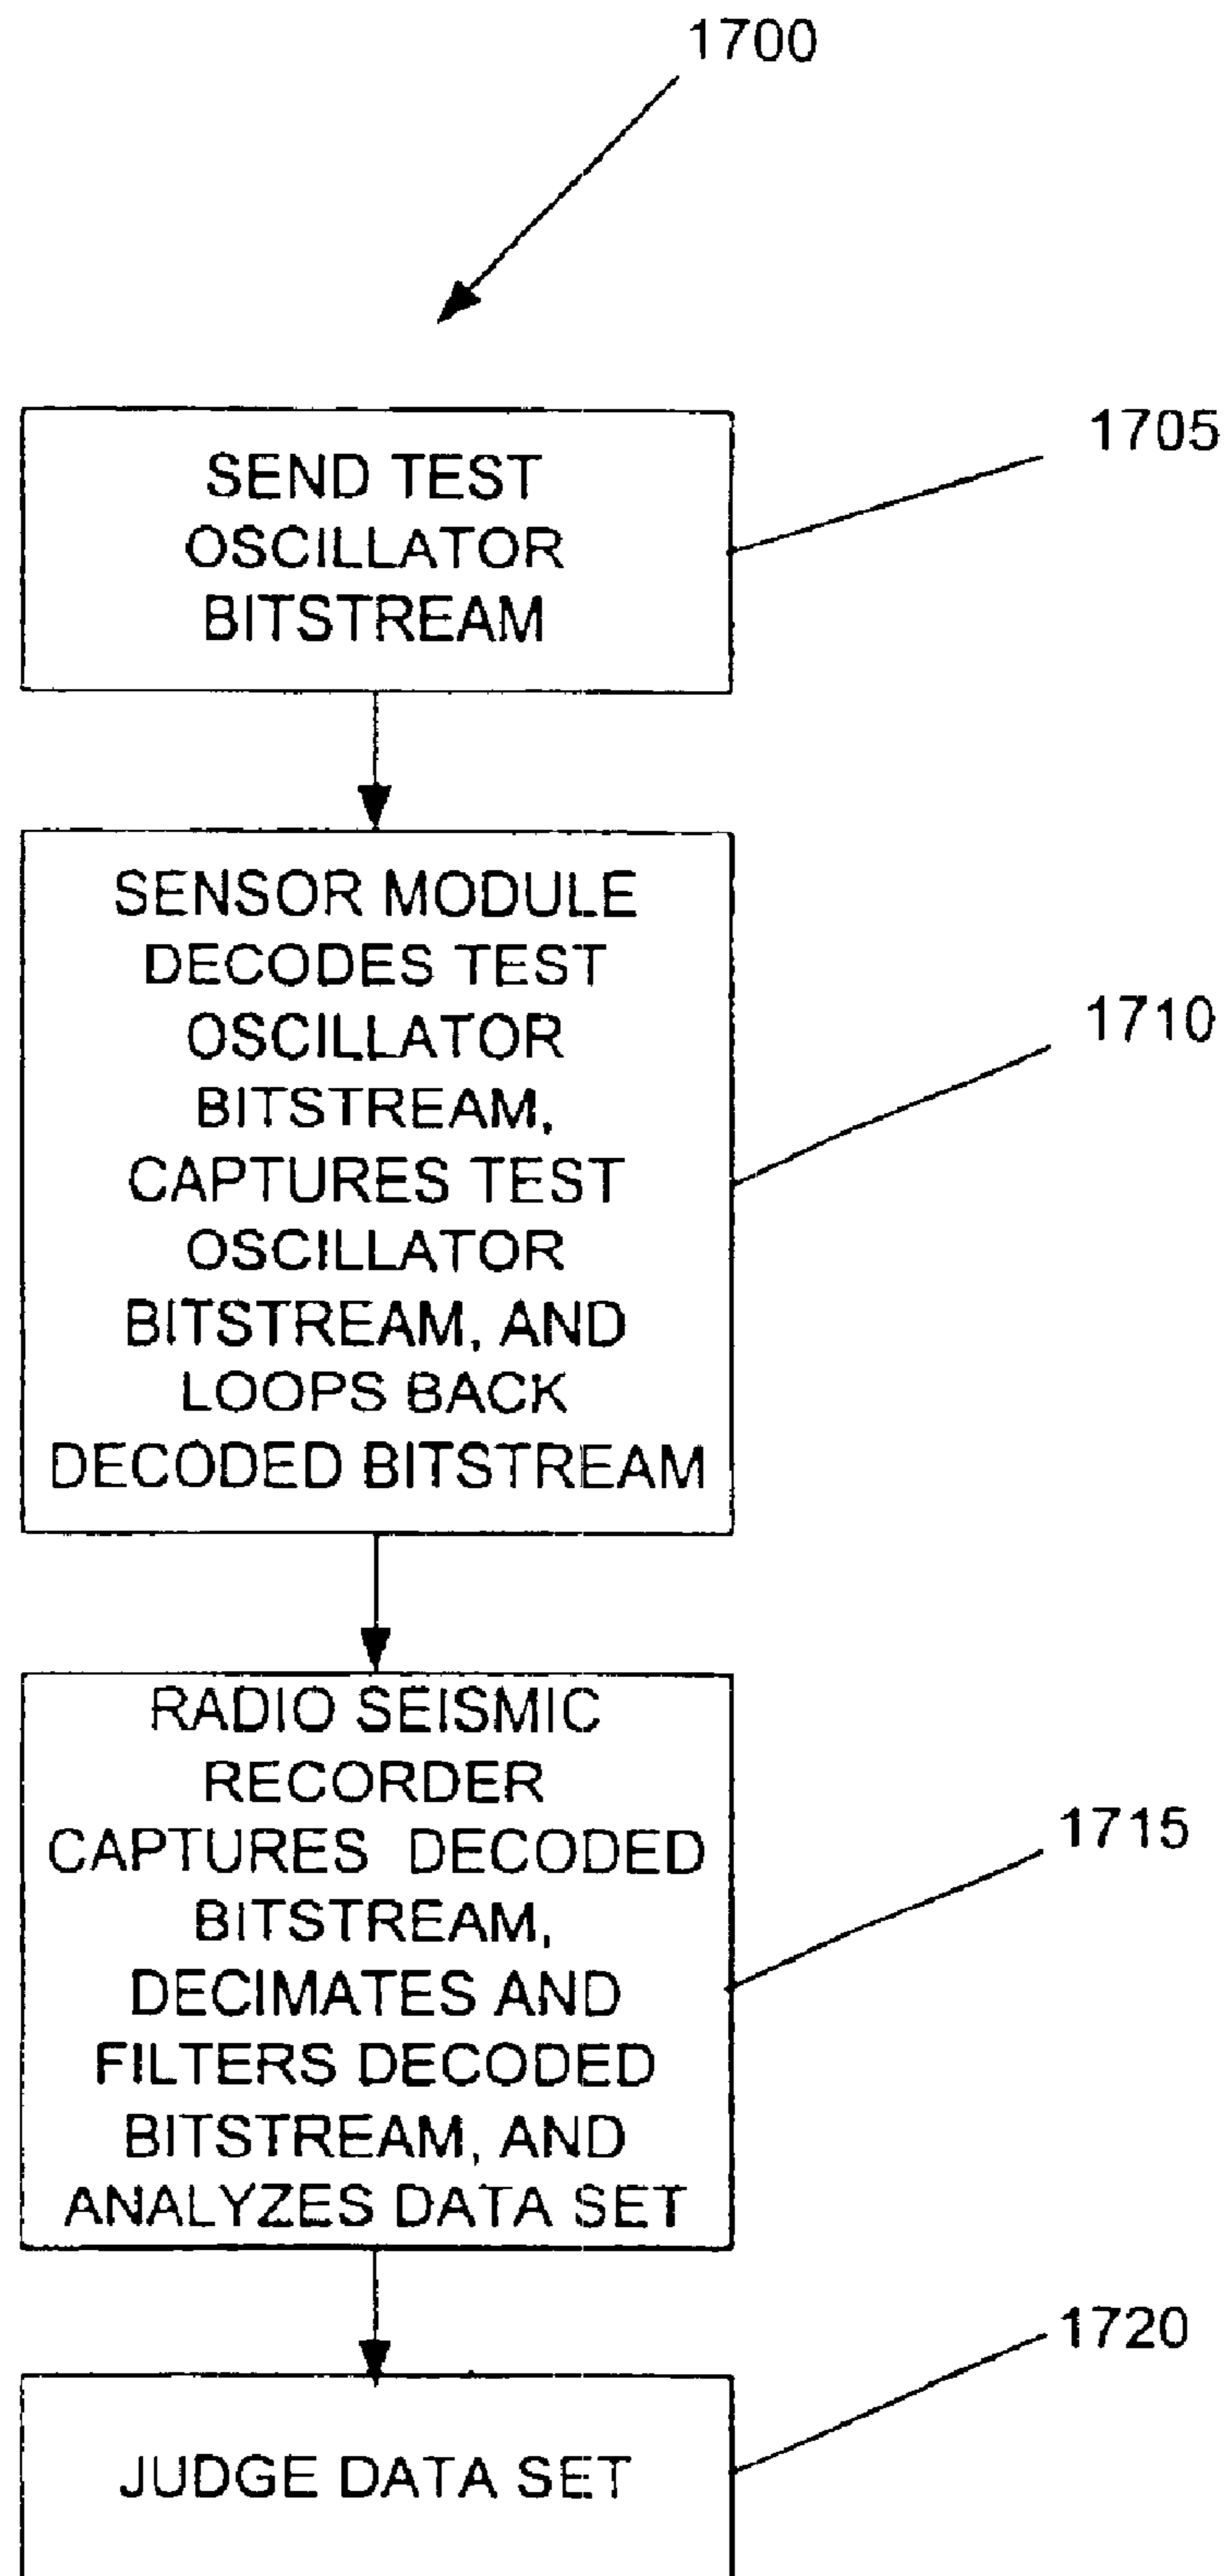 1700
1705
SEND TEST
OSCILLATOR
BITSTREAM
SENSOR MODULE
DECODES TEST
OSCILLATOR
BITSTREAM,
CAPTURES TEST
OSCILLATOR
BITSTREAM, AND
LOOPS BACK
DECODED BITSTREAM
1710
RADIO SEISMIC
RECORDER
CAPTURES DECODED
BITSTREAM,
DECIMATES AND
FILTERS DECODED
BITSTREAM, AND
ANALYZES DATA SET
1715
1720
JUDGE DATA SET